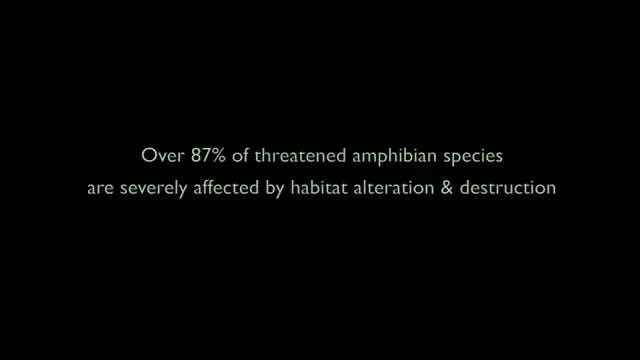 Over 87% of threatened amphibian species
are severely affected by habitat alteration & destruction